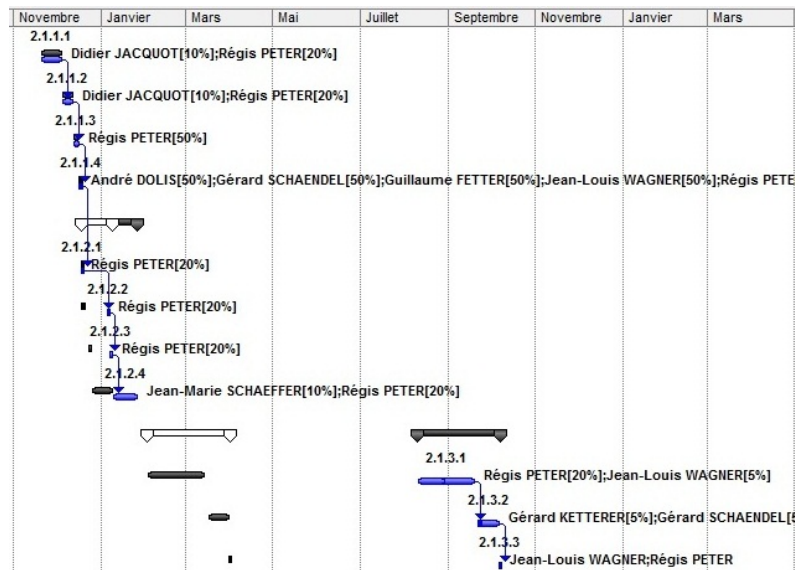 Novembre Janvier Mars Mai Juillet Septembre Novembre Janvier Mars
2.1.1.1
Didier JACQUOT[10%];Régis PETER[20%]
2.1.1.2
Didier JACQUOT[10%];Régis PETER[20%]
2.1.1.3
Régis PETER[50%]
2.1.1.4
André DOLIS[50%];Gérard SCHAENDEL[50%];Guillaume FETTER[50%];Jean-Louis WAGNER[50%];Régis PETE
2.1.2.1
Régis PETER[20%]
2.1.2.2
Régis PETER[20%]
2.1.2.3
Régis PETER[20%]
2.1.2.4
Jean-Marie SCHAEFFER[10%];Régis PETER[20%]
2.1.3.1
Régis PETER[20%];Jean-Louis WAGNER[5%]
2.1.3.2
Gérard KETTERER[5%];Gérard SCHAENDEL[5
2.1.3.3
Jean-Louis WAGNER;Régis PETER